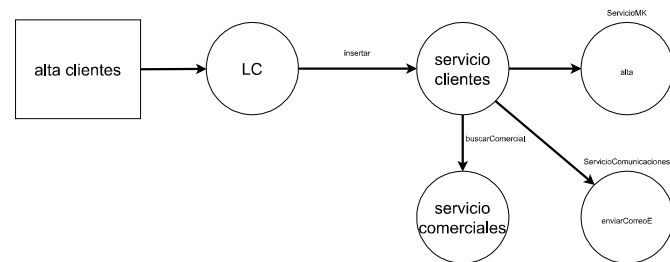 ServicioMK
alta clientes
LC
insertar
servicio
clientes
alta
buscarComercial
ServicioComunicaciones
servicio
comerciales
enviarCorreoE